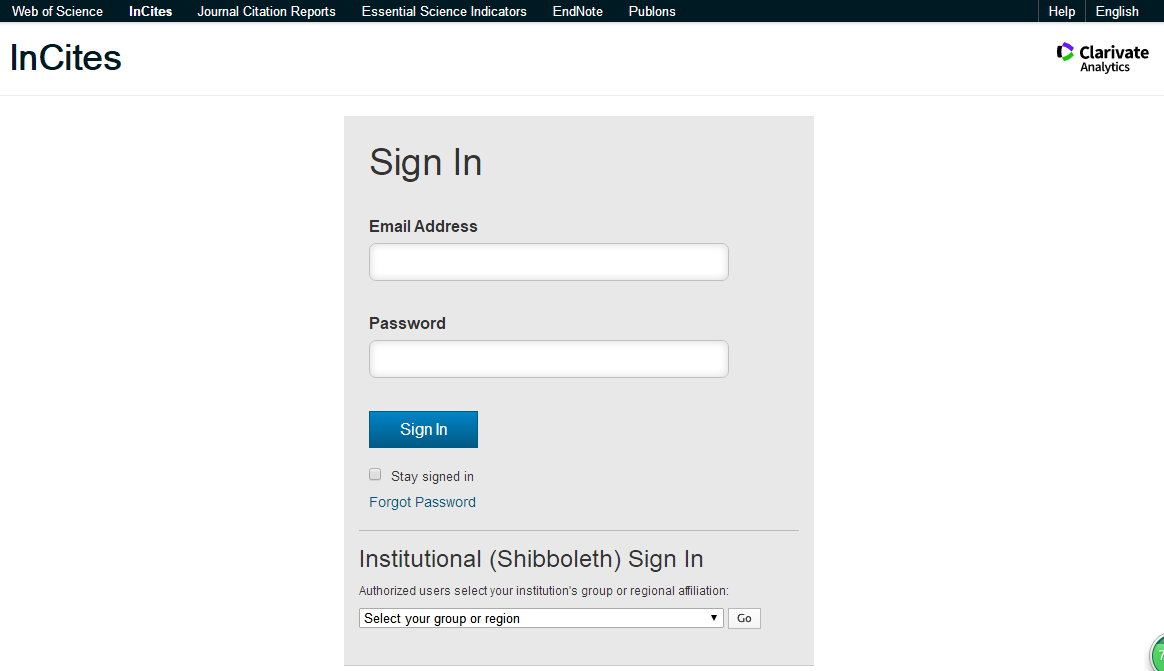 Web of Science InCites Journal Citation Reports Essential Science Indicators EndNote Publons Help English
InCites
Clarivate
Analytics
Sign In
Email Address
Password
Sign In
Stay signed in
Forgot Password
Institutional (Shibboleth) Sign In
Authorized users select your institution's group or regional affiliation:
Select your group or region Go